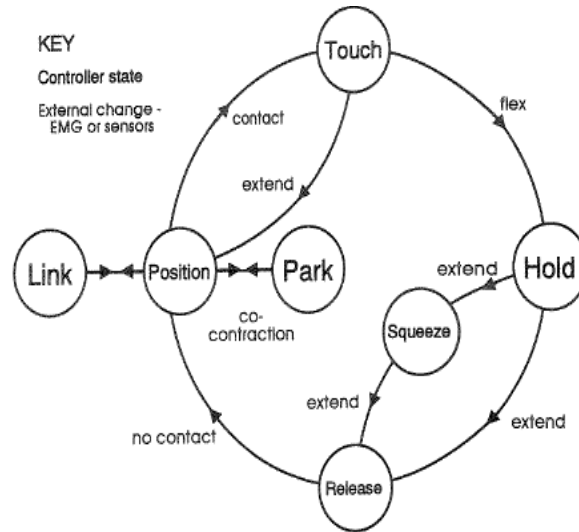 KEY
Controller state
External change -
EMG or sensors
Touch
contact
flex
extend
Link
Position
Park
Hold
extend
co-
contraction
Squeeze
extend
extend
no contact
Release